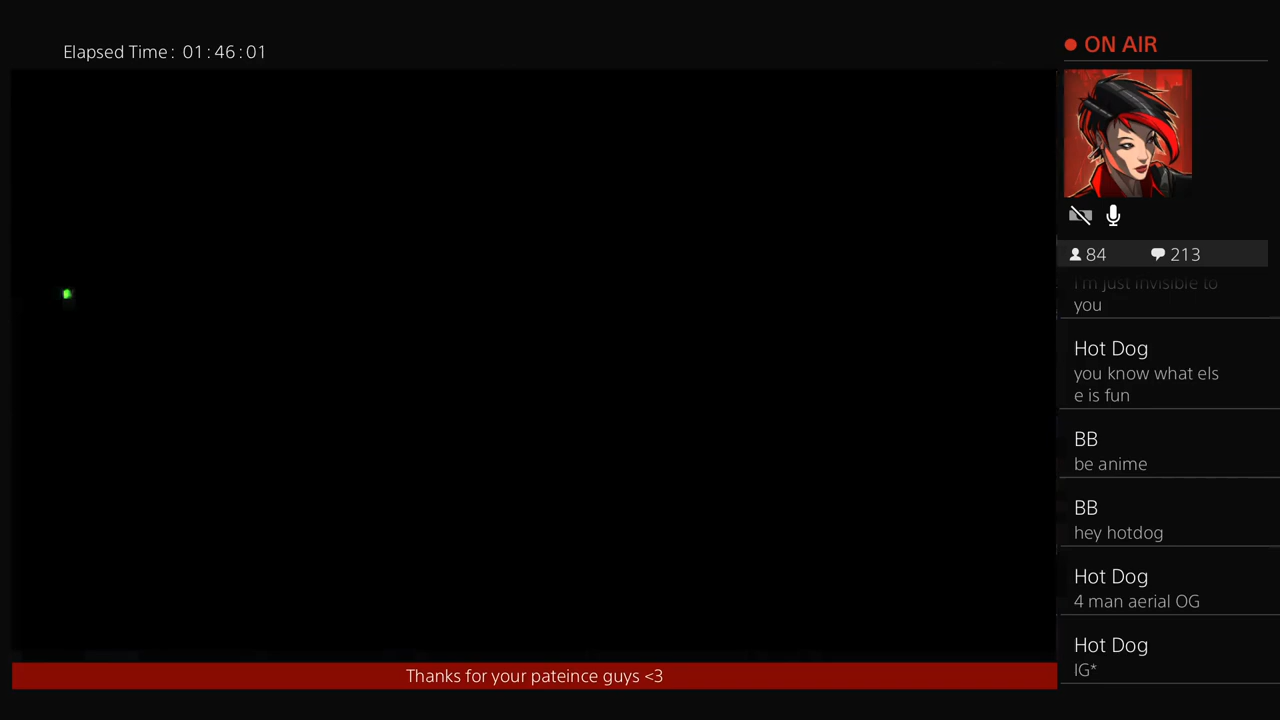 Elapsed Time: 01:46:01
ON AIR
84 213
I'm just invisible to
you
Hot Dog
you know what els
e is fun
BB
be anime
BB
hey hotdog
Hot Dog
4 man aerial OG
Hot Dog
IG*
Thanks for your pateince guys <3